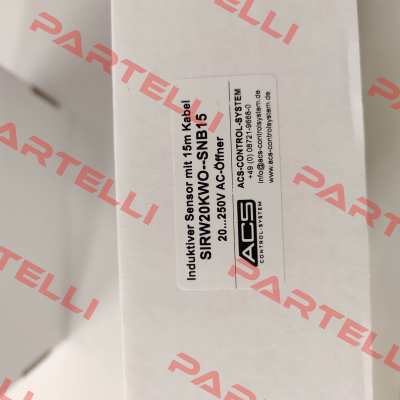 PARTELLI
Induktiver Sensor mit 15m Kabel
SIRW20KWO--SNB15
20...250V AC-Öffner
ACS
CONTROL-SYSTEM
ACS-CONTROL-SYSTEM
+49 (0) 08721-9668-0
Info@acs-controlsystem.de
www.acs-controlsystem.de
PARTELLI
PARTELLI